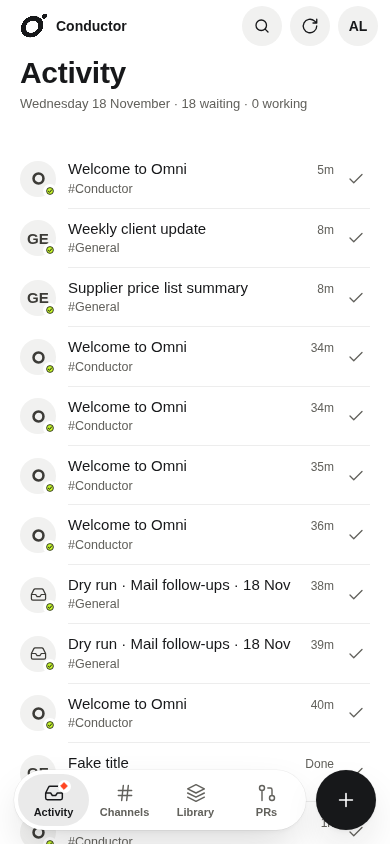 Conductor
AL
Activity
Wednesday 18 November · 18 waiting · 0 working
Welcome to Omni
5m
#Conductor
GE
Weekly client update
8m
#General
GE
Supplier price list summary
8m
#General
Welcome to Omni
34m
#Conductor
Welcome to Omni
34m
#Conductor
Welcome to Omni
35m
#Conductor
Welcome to Omni
36m
#Conductor
Dry run · Mail follow-ups · 18 Nov
38m
#General
Dry run · Mail follow-ups · 18 Nov
39m
#General
Welcome to Omni
40m
#Conductor
Fake title
Done
#Conductor
Activity
Channels
Library
PRs